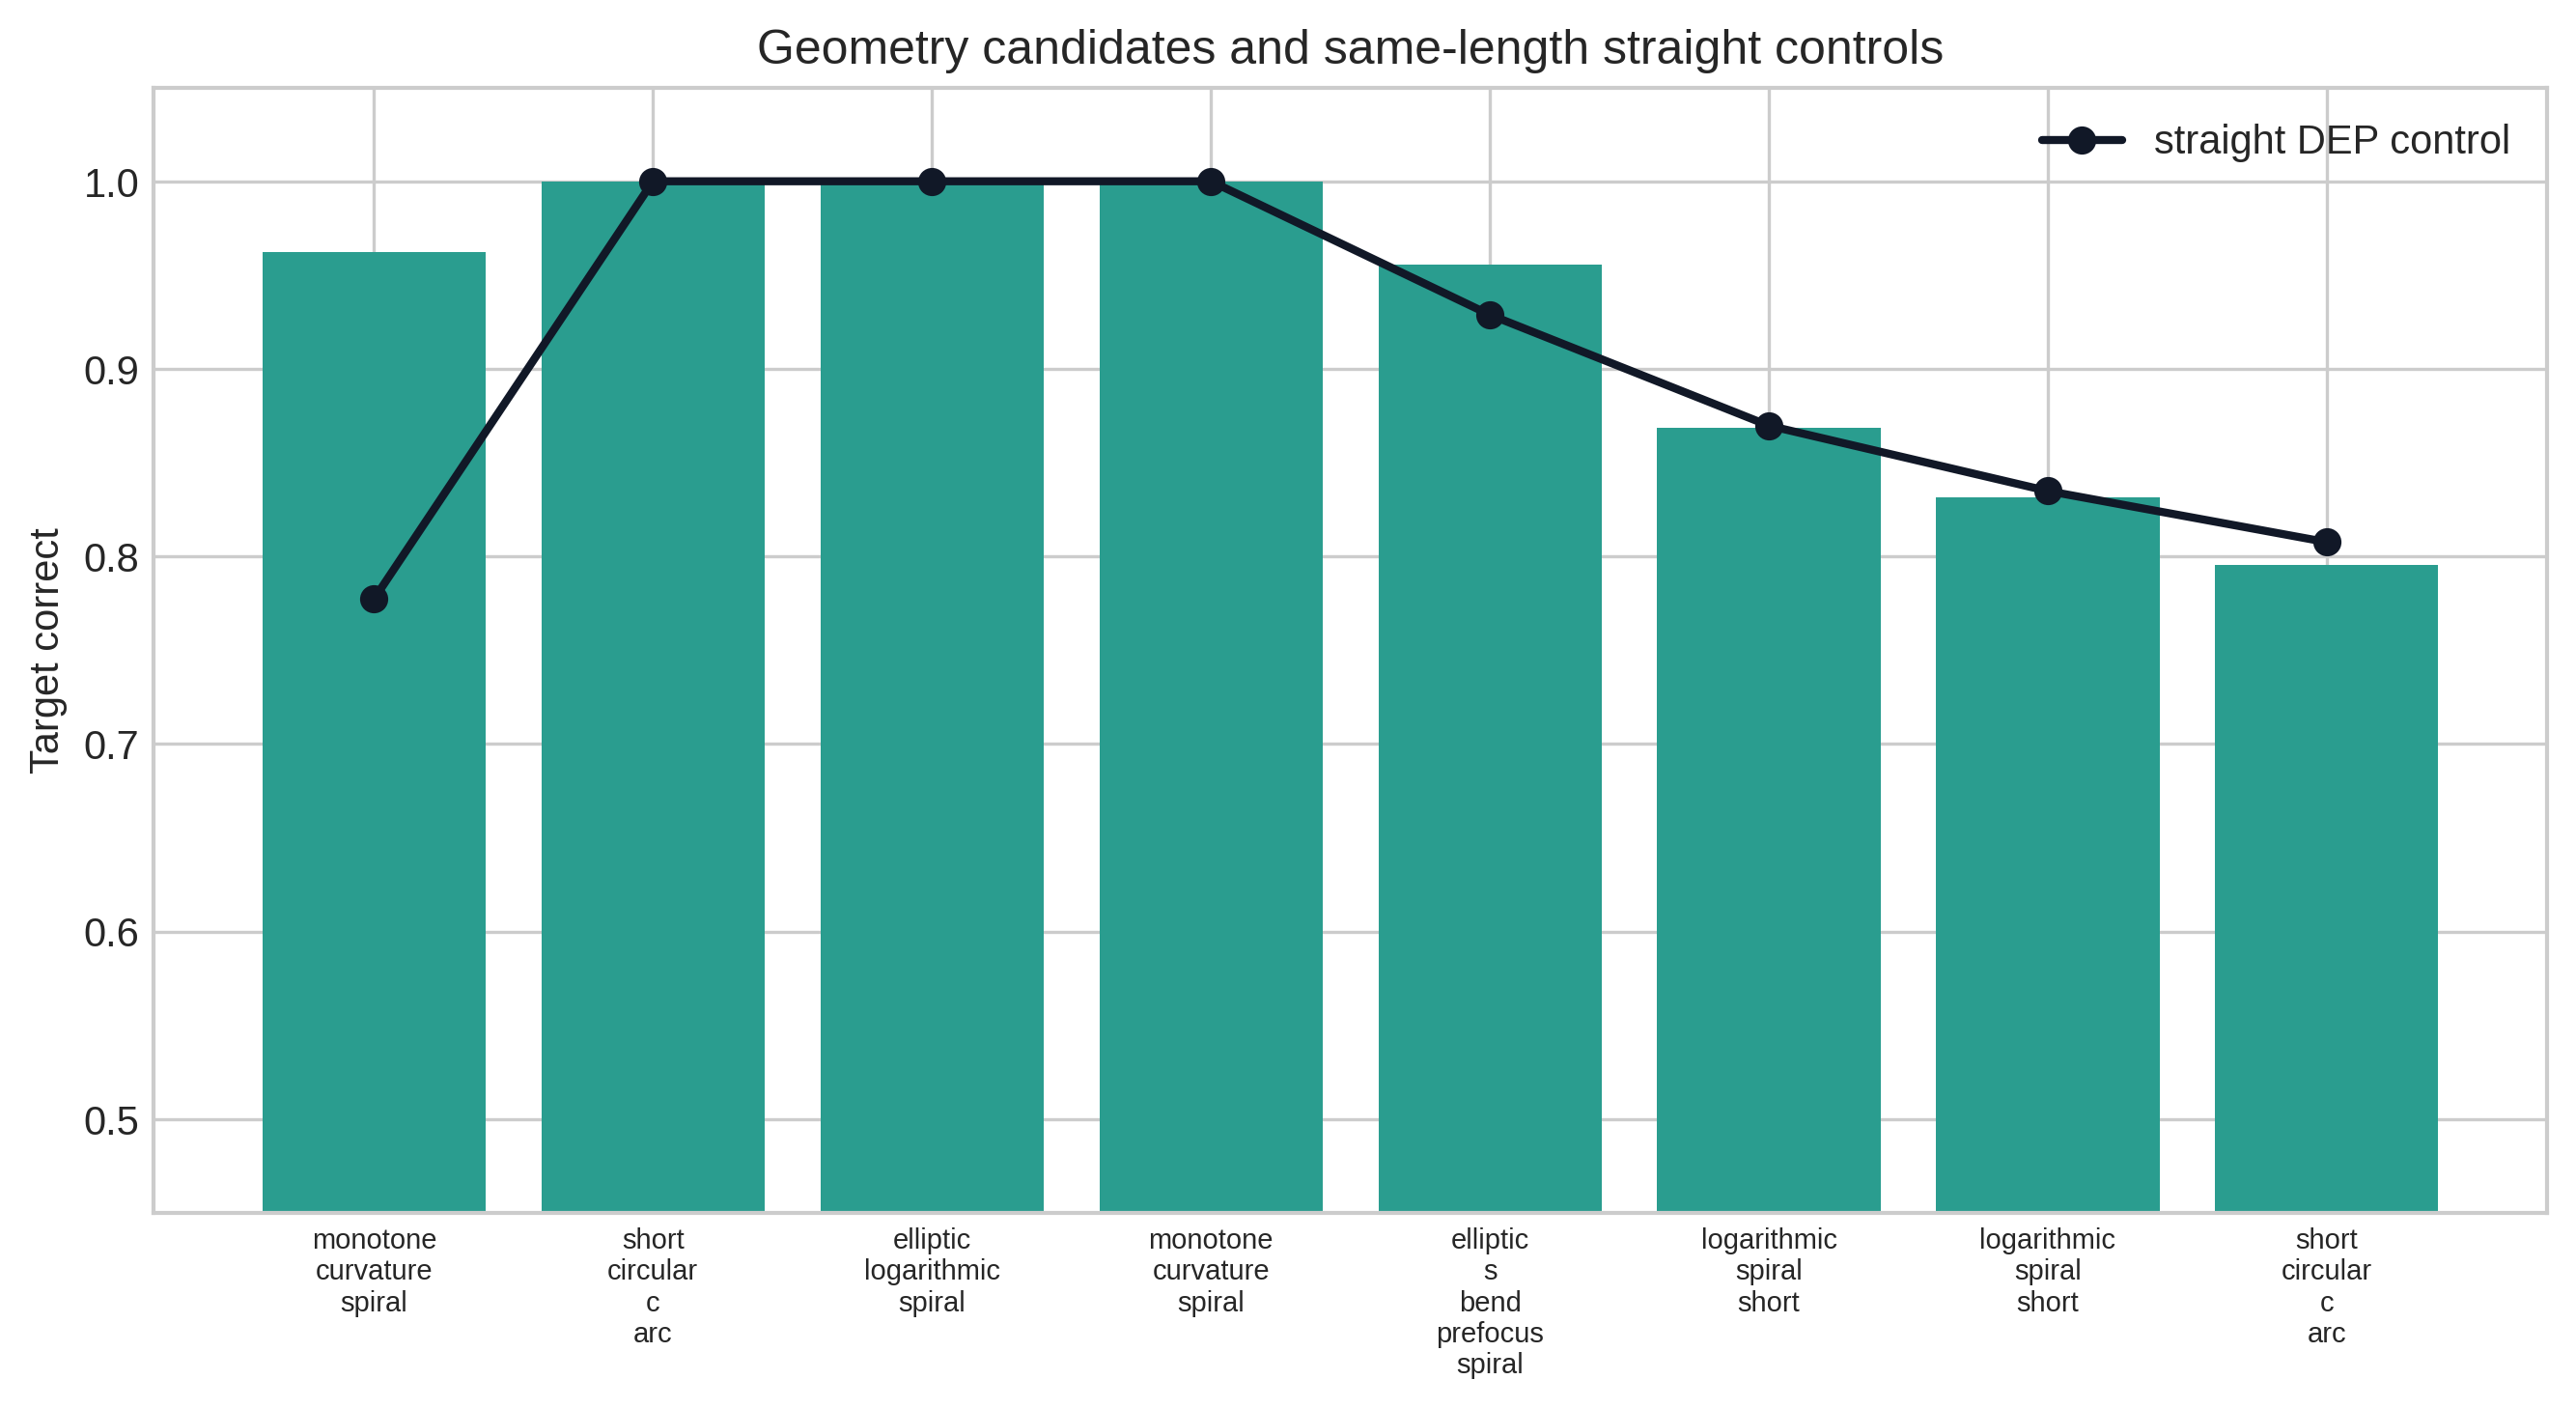 Geometry candidates and same-length straight controls
straight DEP control
Target correct
1.0
0.9
0.8
0.7
0.6
0.5
monotone
curvature
spiral
short
circular
c
arc
elliptic
logarithmic
spiral
monotone
curvature
spiral
elliptic
s
bend
prefocus
spiral
logarithmic
spiral
short
logarithmic
spiral
short
short
circular
c
arc